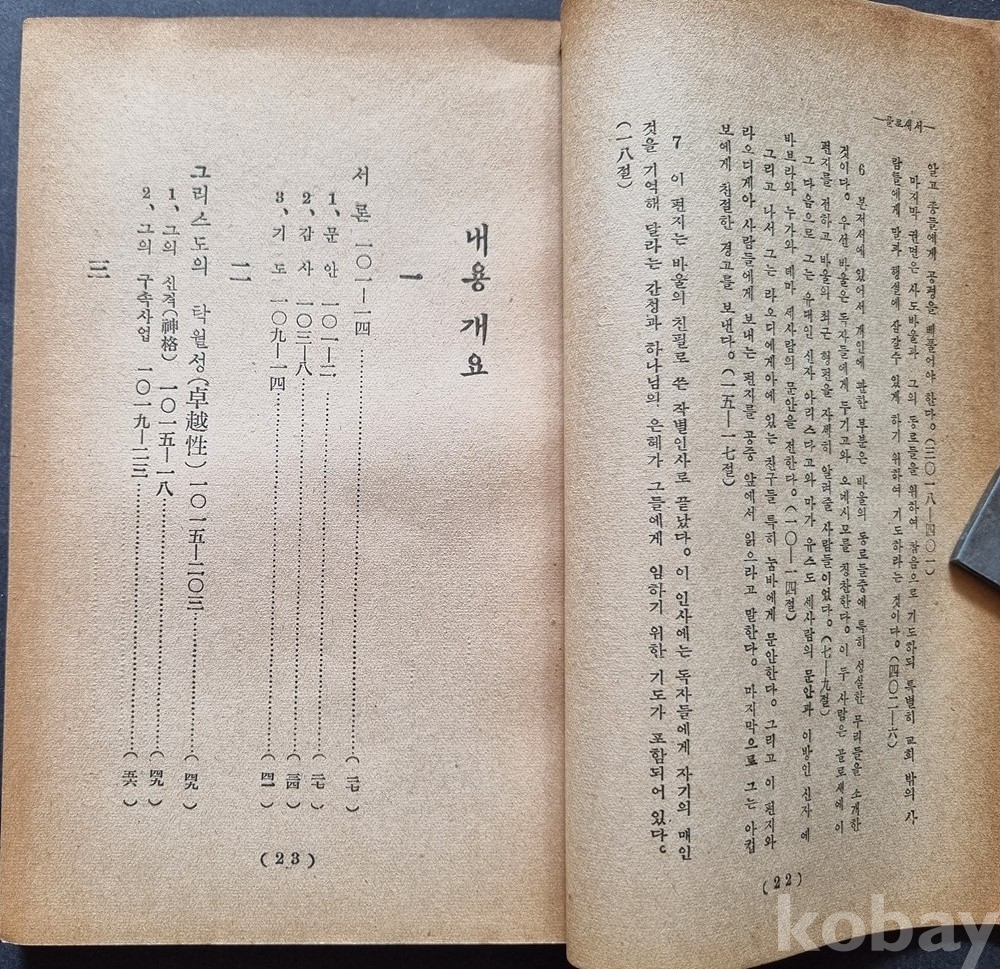 ―골로새서―
알고 종들에게 공평을 베풀어야 한다。(三〇一八―四〇一)
마지막 권면은 사도바울과 그의 동료들을 위하여 참음으로 기도하되 특별히 교회 밖의 사
람들에게 말과 행실에 잘갈수 있게 하기 위하여 기도하라는 것이다。(四〇二―六)
6 본저서에 있어서 개인에 관한 부분은 바울의 동료들중에 특히 성실한 무리들을 소개한
것이다。우선 바울은 독자들에게 두기고와 오네시모를 칭찬한다。이 두 사람은 골로새에 이
편지를 전하고 바울의 최근 형편을 자쎄히 알려줄 사람들이었다。(七―九절)
그 다음으로 그는 유대인 신자 아리스다고와 마가 유스도 세사람의 문안과 이방인 신자 에
바브라와 누가와 데마 세사람의 문안을 전한다。(一〇―一四절)
그리고 나서 그는 라오디게아에 있는 친구들 특히 눔바에게 문안한다。그리고 이 편지와
라오디게아 사람들에게 보내는 편지를 공중 앞에서 읽으라고 말한다。마지막으로 그는 아킵
보에게 친절한 경고를 보낸다。(一五―一七절)
7 이 편지는 바울의 친필로 쓴 작별인사로 끝났다。이 인사에는 독자들에게 자기의 매인
것을 기억해 달라는 간청과 하나님의 은혜가 그들에게 임하기 위한 기도가 포함되어 있다。
(一八절)
(22)
내용 개요
一
서 론 一〇一―一四……(二七)
1、문 안 一〇一―二……(二七)
2、감 사 一〇三―八……(三四)
3、기 도 一〇九―一四……(四一)
二
그리스도의 탁월성(卓越性) 一〇一五―二〇三……(四九)
1、그의 신격(神格) 一〇一五―一八……(四九)
2、그의 구속사업 一〇一九―二三……(五六)
三
(23)
kobay